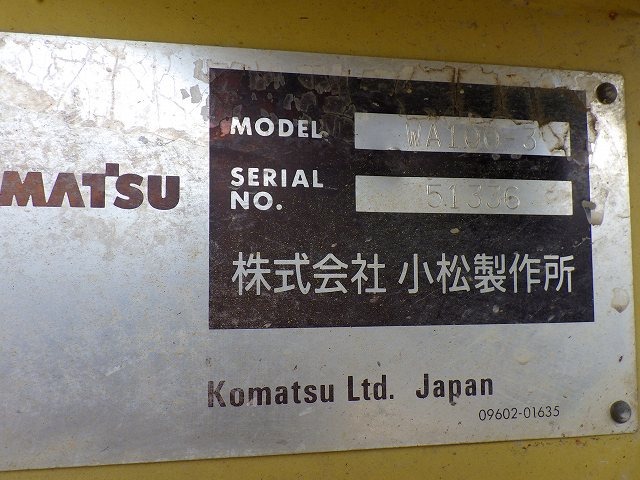 MATSU
MODEL WA100-3
SERIAL NO. 51336
株式会社 小松製作所
Komatsu Ltd. Japan
09602-01635